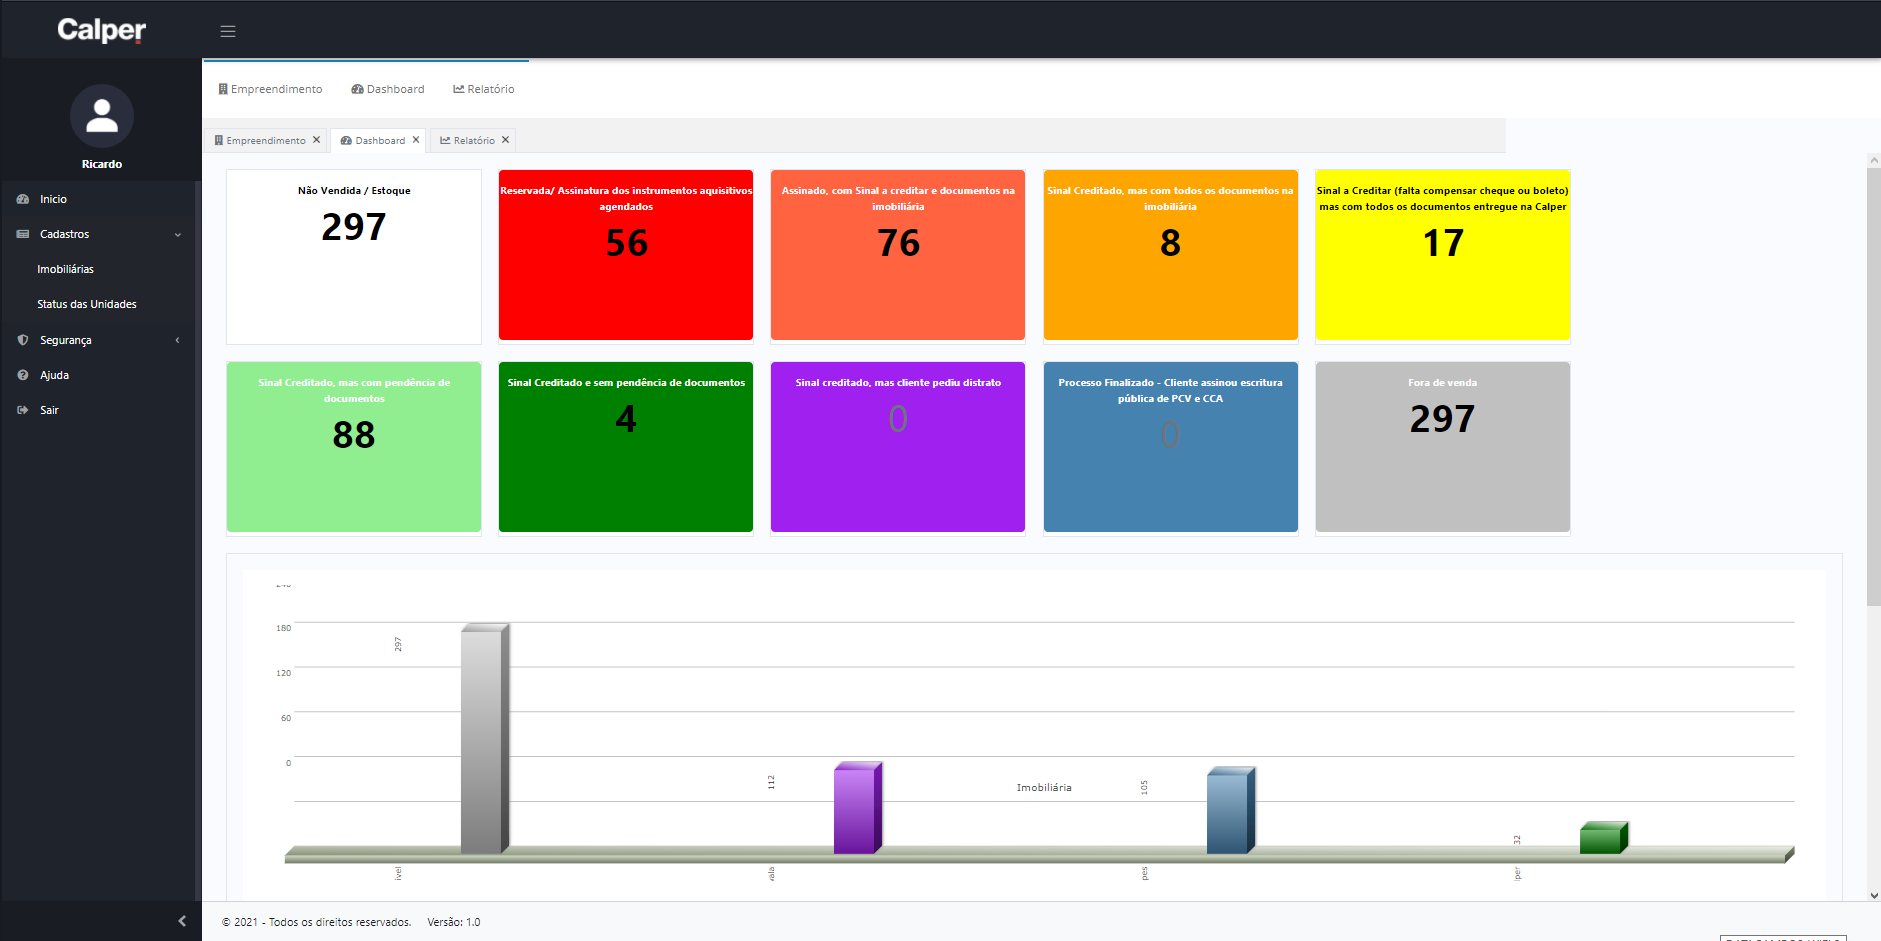 Calper
Ricardo
Inicio
Cadastros
Imobiliárias
Status das Unidades
Segurança
Ajuda
Sair
Empreendimento Dashboard Relatório
Empreendimento Dashboard Relatório
Não Vendida / Estoque
297
Reservada/ Assinatura dos instrumentos aquisitivos
agendados
56
Assinado, com Sinal a creditar e documentos na
imobiliária
76
Sinal Creditado, mas com todos os documentos na
imobiliária
8
Sinal a Creditar (falta compensar cheque ou boleto)
mas com todos os documentos entregue na Calper
17
Sinal Creditado, mas com pendência de
documentos
88
Sinal Creditado e sem pendência de documentos
4
Sinal creditado, mas cliente pediu distrato
0
Processo Finalizado - Cliente assinou escritura
pública de PCV e CCA
0
Fora de venda
297
180
120
60
0
297
112
Imobiliária
105
32
© 2021 - Todos os direitos reservados. Versão: 1.0